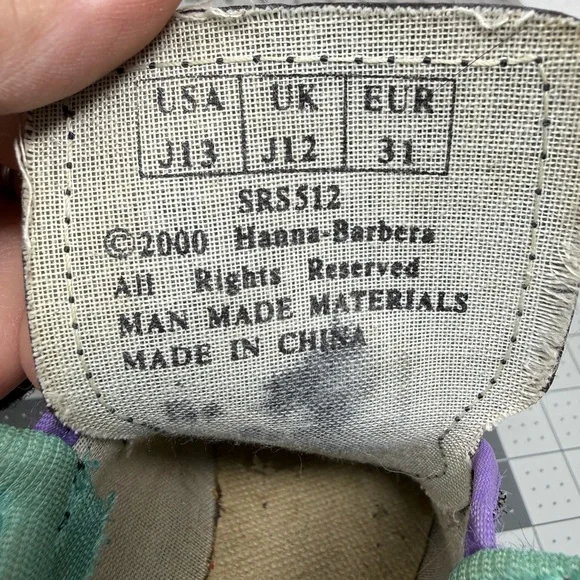 USA UK EUR
J13 J12 31
SRS512
©2000 Hanna-Barbera
All Rights Reserved
MAN MADE MATERIALS
MADE IN CHINA